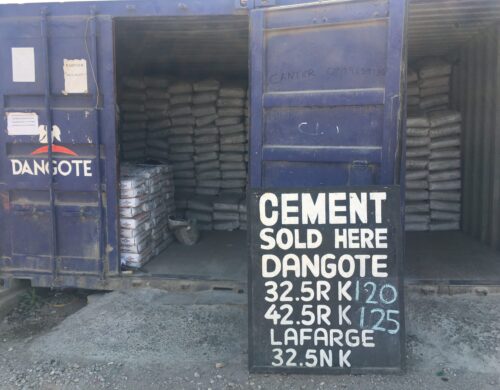 DANGOTE
CEMENT
SOLD HERE
DANGOTE
32.5R K120
42.5R K125
LAFARGE
32.5N K